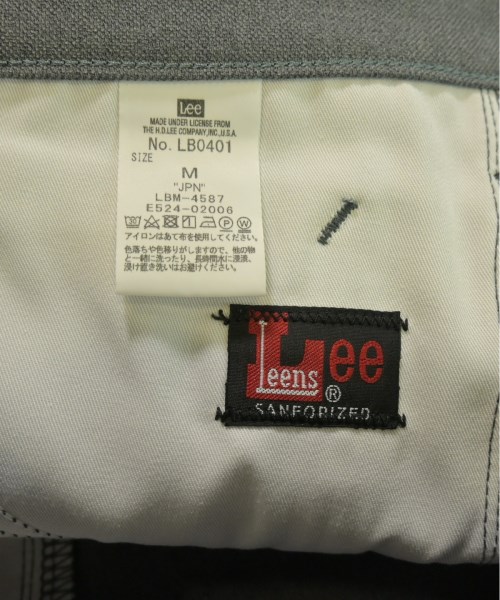 Lee
MADE UNDER LICENSE FROM
THE H.D.LEE COMPANY,INC.,U.S.A.
No. LB0401
SIZE
M
"JPN"
LBM-4587
E524-02006
アイロンはあて布を使用してください。
色落ちや色移りがしますので、他の物
と一緒に洗ったり、長時間水に浸漬、
浸け置き洗いはお避けください。
Lee
Leens
®
SANFORIZED